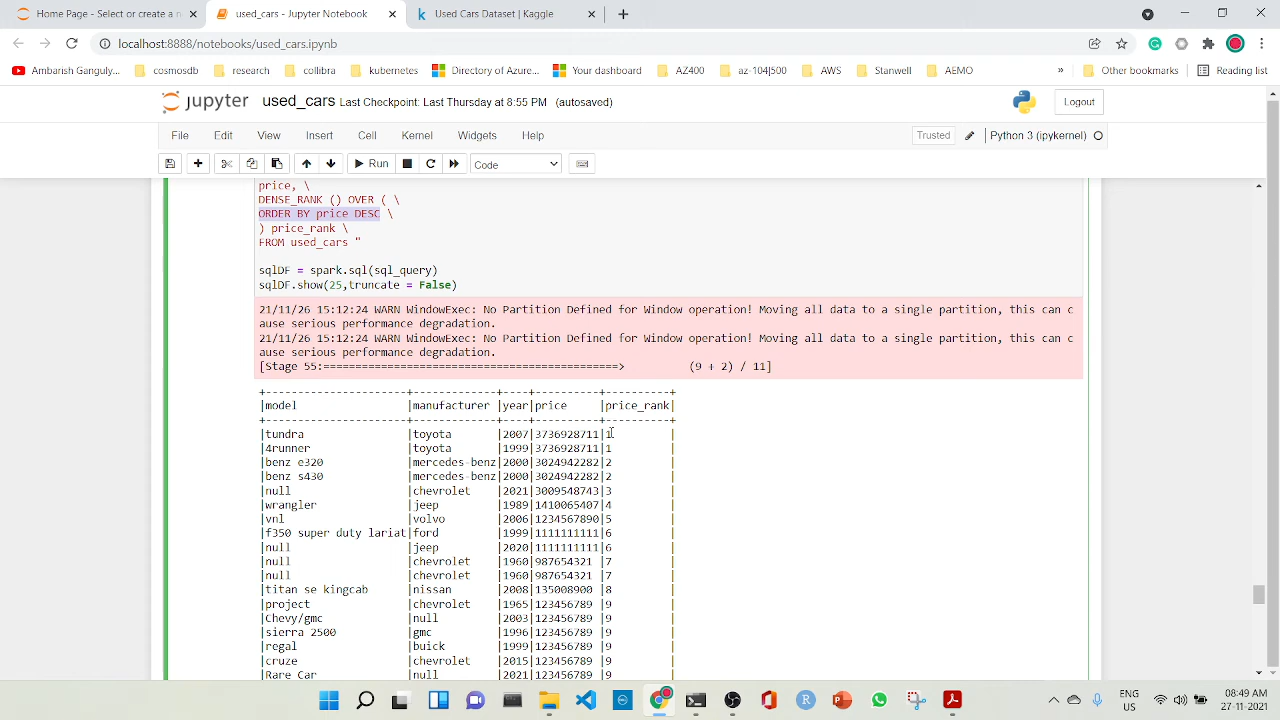 Home Page - Select or create a n
used_cars - Jupyter Notebook
Used Cars Dataset | Kaggle
localhost:8888/notebooks/used_cars.ipynb
Ambarish Ganguly... cosmosdb research collibra kubernetes Directory of Azure... Your dashboard AZ400 az-104|500 AWS Stanwell AEMO » Other bookmarks Reading list
jupyter used_cars Last Checkpoint: Last Thursday at 8:55 PM (autosaved) Logout
File Edit View Insert Cell Kernel Widgets Help Trusted Python 3 (ipykernel)
Run Code
price, \
DENSE_RANK () OVER ( \
ORDER BY price DESC \
) price_rank \
FROM used_cars "
sqlDF = spark.sql(sql_query)
sqlDF.show(25,truncate = False)
21/11/26 15:12:24 WARN WindowExec: No Partition Defined for Window operation! Moving all data to a single partition, this can c
ause serious performance degradation.
21/11/26 15:12:24 WARN WindowExec: No Partition Defined for Window operation! Moving all data to a single partition, this can c
ause serious performance degradation.
[Stage 55:=============================================> (9 + 2) / 11]
+--------------------+-------------+----+----------+----------+
|model |manufacturer |year|price |price_rank|
+--------------------+-------------+----+----------+----------+
|tundra |toyota |2007|3736928711|1 |
|4runner |toyota |1999|3736928711|1 |
|benz e320 |mercedes-benz|2000|3024942282|2 |
|benz s430 |mercedes-benz|2000|3024942282|2 |
|null |chevrolet |2021|3009548743|3 |
|wrangler |jeep |1989|1410065407|4 |
|vnl |volvo |2006|1234567890|5 |
|f350 super duty lariat|ford |1999|1111111111|6 |
|null |jeep |2020|1111111111|6 |
|null |chevrolet |1960|987654321 |7 |
|null |chevrolet |1960|987654321 |7 |
|titan se kingcab |nissan |2008|135008900 |8 |
|project |chevrolet |1965|123456789 |9 |
|Chevy/gmc |null |2003|123456789 |9 |
|sierra 2500 |gmc |1996|123456789 |9 |
|regal |buick |1999|123456789 |9 |
|cruze |chevrolet |2015|123456789 |9 |
|Rare Car |null |2021|123456789 |9 |
ENG
US
08:49 AM
27-11-2021